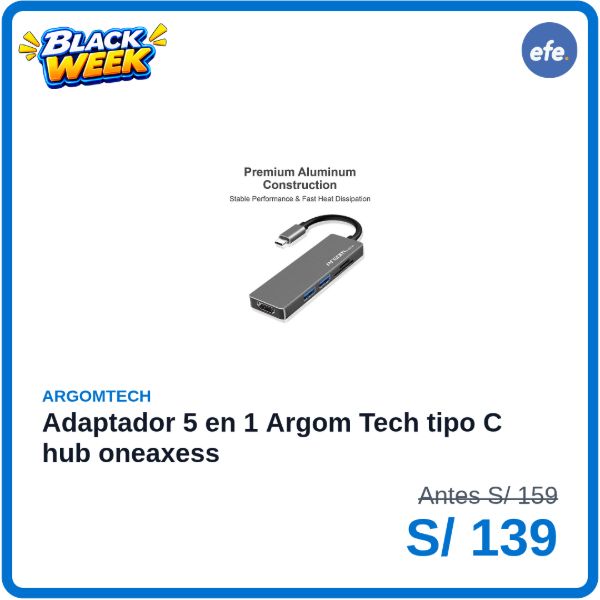 BLACK
WEEK
efe.
Premium Aluminum
Construction
Stable Performance & Fast Heat Dissipation
ARGOM
ARGOMTECH
Adaptador 5 en 1 Argom Tech tipo C
hub oneaxess
Antes S/ 159
S/ 139